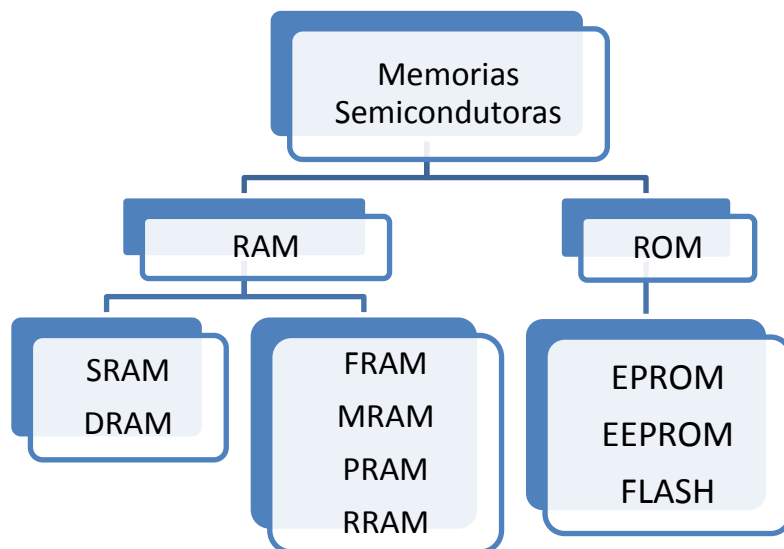 Memorias
Semicondutoras
RAM
ROM
SRAM
DRAM
FRAM
MRAM
PRAM
RRAM
EPROM
EEPROM
FLASH